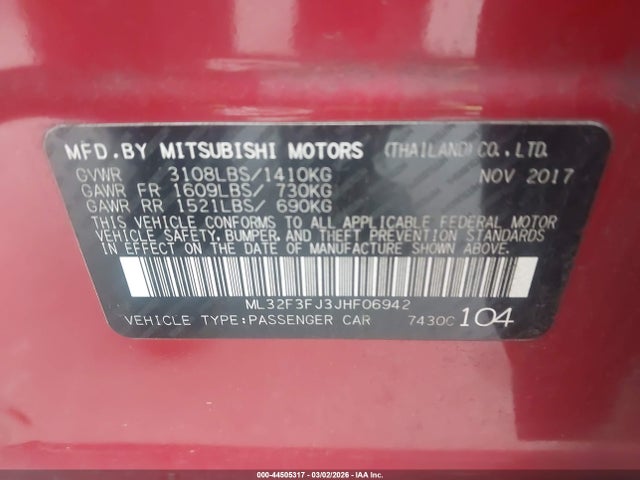 MFD. BY MITSUBISHI MOTORS (THAILAND) CO., LTD.
GVWR 3108LBS/1410KG NOV 2017
GAWR FR 1609LBS/ 730KG
GAWR RR 1521LBS/ 690KG
THIS VEHICLE CONFORMS TO ALL APPLICABLE FEDERAL MOTOR
VEHICLE SAFETY, BUMPER, AND THEFT PREVENTION STANDARDS
IN EFFECT ON THE DATE OF MANUFACTURE SHOWN ABOVE.
ML32F3FJ3JHF06942
VEHICLE TYPE:PASSENGER CAR 7430C 104
000-44505317 - 03/02/2026 - IAA Inc.